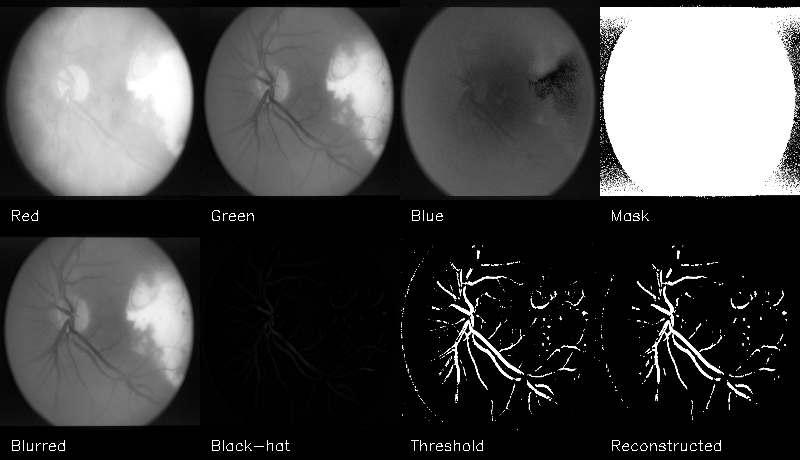 Red
Green
Blue
Mask
Blurred
Black-hat
Threshold
Reconstructed